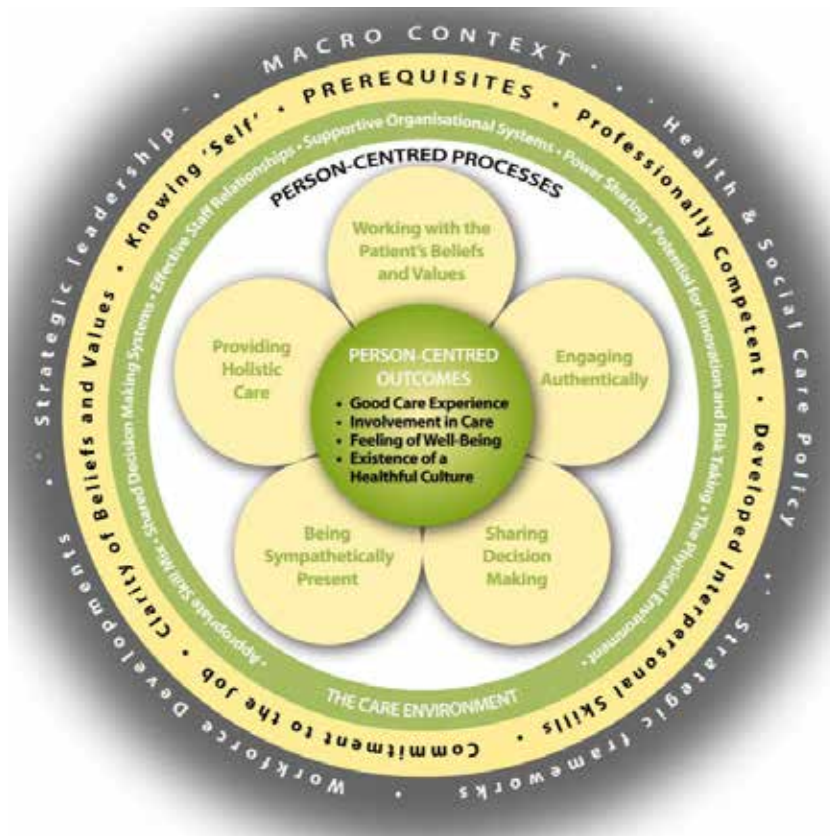 MACRO CONTEXT · Health & Social Care Policy · Strategic frameworks · Workforce Developments · Strategic leadership ·
PREREQUISITES • Professionally Competent • Developed Interpersonal Skills • Commitment to the Job • Clarity of Beliefs and Values • Knowing 'Self' •
THE CARE ENVIRONMENT
• Appropriate Skill Mix • Shared Decision Making Systems • Effective Staff Relationships • Supportive Organisational Systems • Power Sharing • Potential for Innovation and Risk Taking • The Physical Environment •
PERSON-CENTRED PROCESSES
Working with the
Patient's Beliefs
and Values
Engaging
Authentically
Sharing
Decision
Making
Being
Sympathetically
Present
Providing
Holistic
Care
PERSON-CENTRED
OUTCOMES
• Good Care Experience
• Involvement in Care
• Feeling of Well-Being
• Existence of a
Healthful Culture